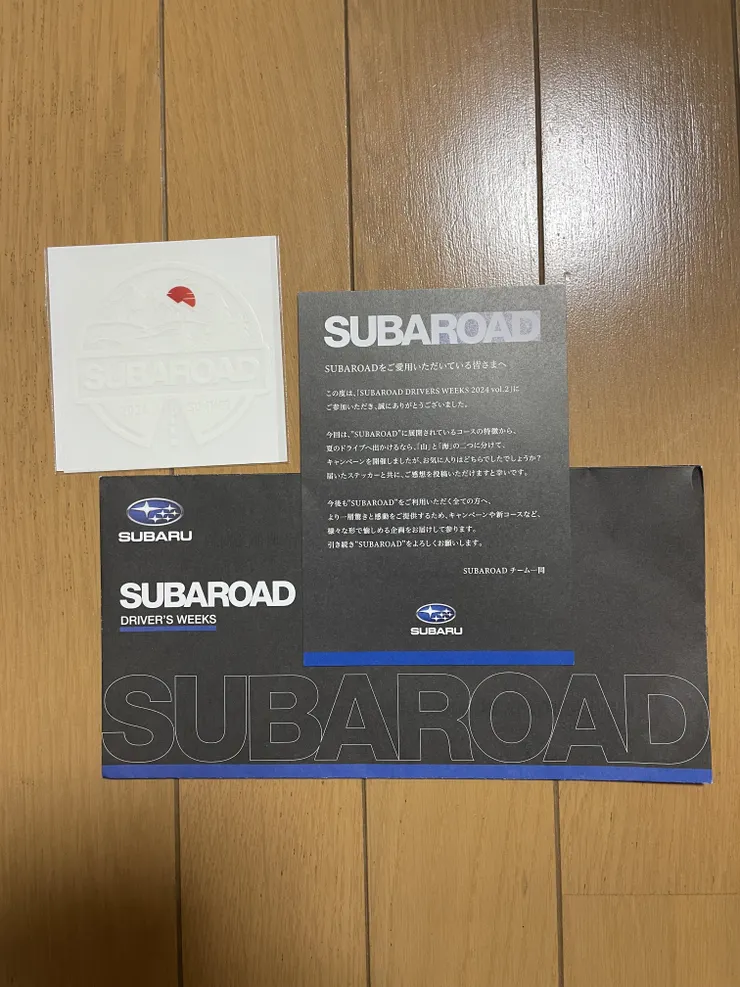 SUBAROAD
SUBAROAD
SUBAROADをご愛用いただいている皆さまへ
この度は、「SUBAROAD DRIVERS WEEKS 2024 vol.2」に
ご参加いただき、誠にありがとうございました。
今回は、"SUBAROAD"に展開されているコースの特徴から、
夏のドライブへ出かけるなら、「山」と「海」の二つに分けて、
キャンペーンを開催しましたが、お気に入りはどちらでしたでしょうか?
届いたステッカーと共に、ご感想を投稿いただけますと幸いです。
今後も"SUBAROAD"をご利用いただく全ての方へ、
より一層驚きと感動をご提供するため、キャンペーンや新コースなど、
様々な形で愉しめる企画をお届けして参ります。
引き続き"SUBAROAD"をよろしくお願いします。
SUBAROAD チーム一同
SUBARU
SUBARU
SUBAROAD
DRIVER'S WEEKS
SUBAROAD